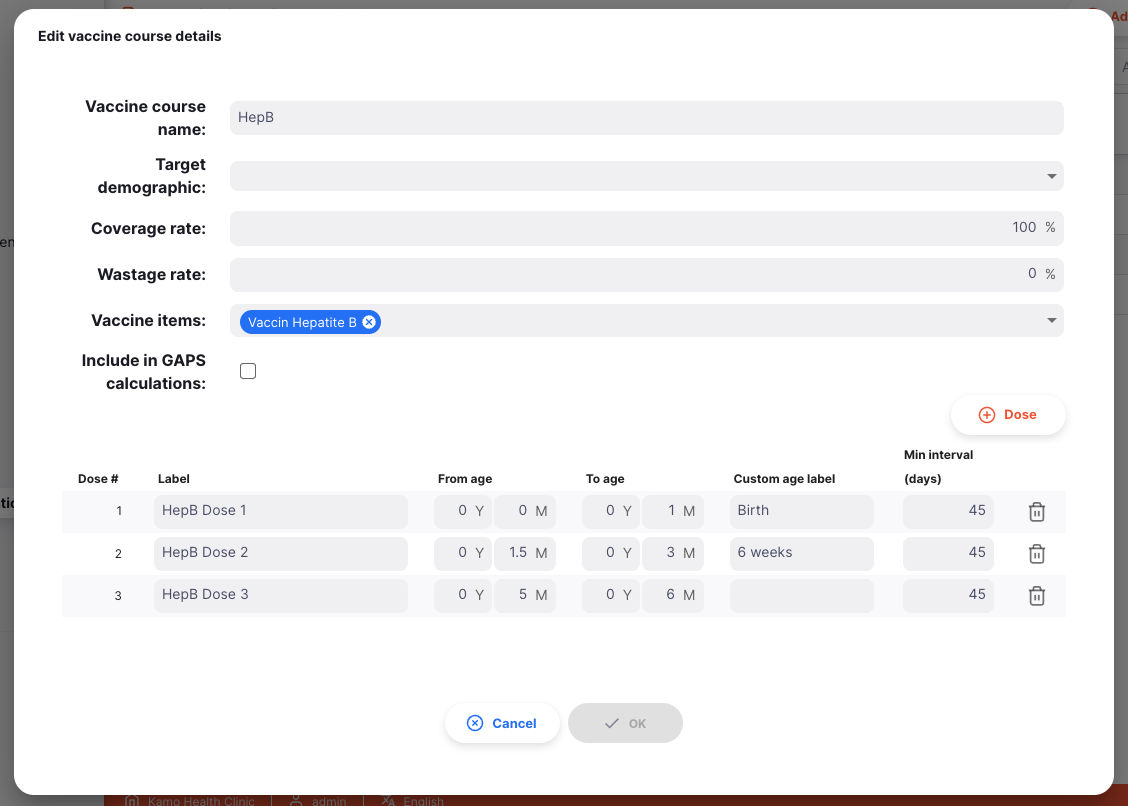 Ad
Edit vaccine course details
Vaccine course
name:
HepB
Target
demographic:
Coverage rate:
100 %
Wastage rate:
0 %
Vaccine items:
Vaccin Hepatite B
Include in GAPS
calculations:
Dose
Dose # Label From age To age Custom age label Min interval
(days)
1 HepB Dose 1 0 Y 0 M 0 Y 1 M Birth 45
2 HepB Dose 2 0 Y 1.5 M 0 Y 3 M 6 weeks 45
3 HepB Dose 3 0 Y 5 M 0 Y 6 M 45
Cancel OK
Kamo Health Clinic admin English